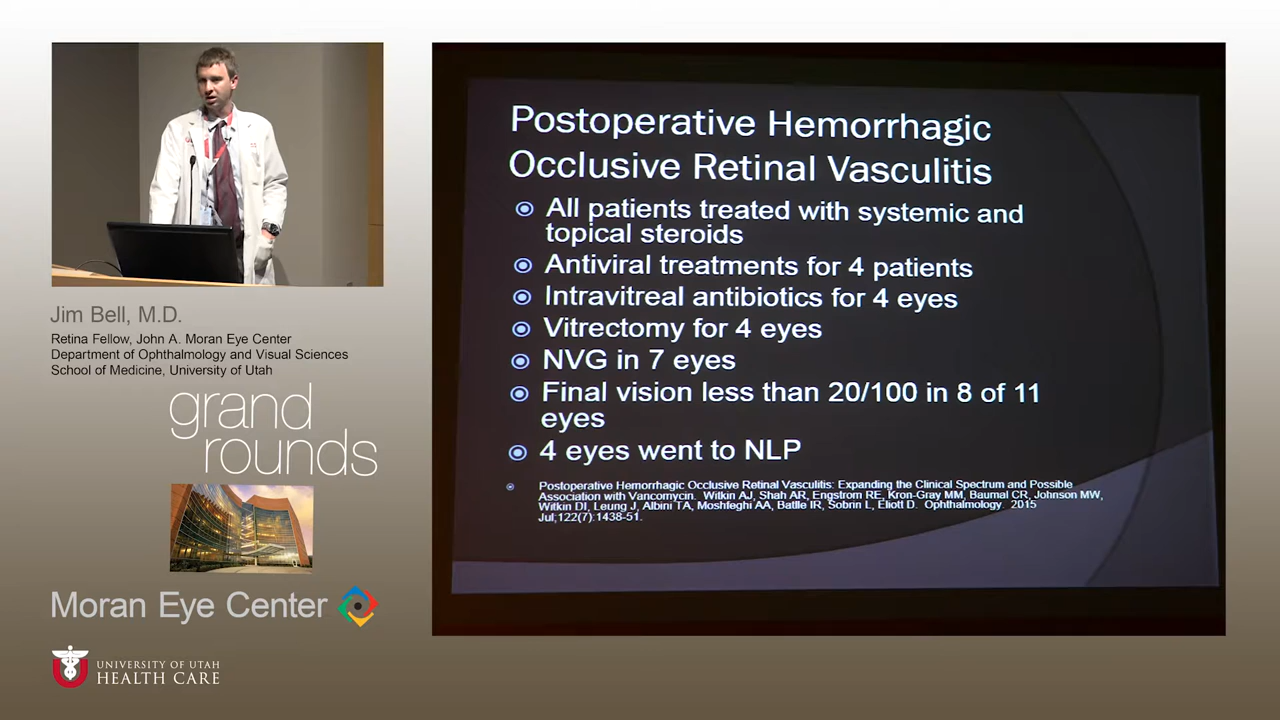 Jim Bell, M.D.
Retina Fellow, John A. Moran Eye Center
Department of Ophthalmology and Visual Sciences
School of Medicine, University of Utah
grand
rounds
Moran Eye Center
UNIVERSITY OF UTAH
HEALTH CARE
Postoperative Hemorrhagic
Occlusive Retinal Vasculitis
All patients treated with systemic and
topical steroids
Antiviral treatments for 4 patients
Intravitreal antibiotics for 4 eyes
Vitrectomy for 4 eyes
NVG in 7 eyes
Final vision less than 20/100 in 8 of 11
eyes
4 eyes went to NLP
Postoperative Hemorrhagic Occlusive Retinal Vasculitis: Expanding the Clinical Spectrum and Possible
Association with Vancomycin. Witkin AJ, Shah AR, Engstrom RE, Kron-Gray MM, Baumal CR, Johnson MW,
Witkin DI, Leung J, Albini TA, Moshfeghi AA, Batlle IR, Sobrin L, Eliott D. Ophthalmology. 2015
Jul;122(7):1438-51.